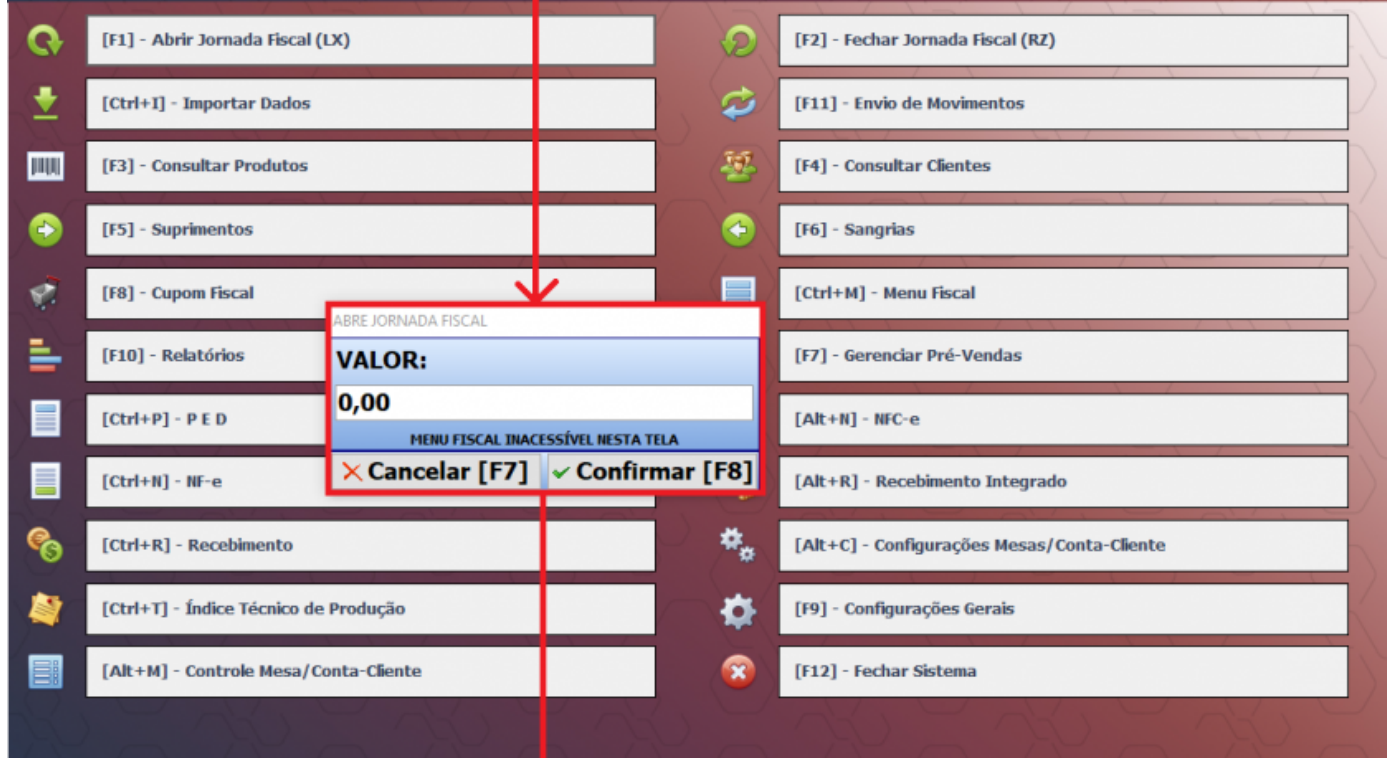 [F1] - Abrir Jornada Fiscal (LX)
[F2] - Fechar Jornada Fiscal (RZ)
[Ctrl+I] - Importar Dados
[F11] - Envio de Movimentos
[F3] - Consultar Produtos
[F4] - Consultar Clientes
[F5] - Suprimentos
[F6] - Sangrias
[F8] - Cupom Fiscal
[Ctrl+M] - Menu Fiscal
[F10] - Relatórios
[F7] - Gerenciar Pré-Vendas
[Ctrl+P] - P E D
[Alt+N] - NFC-e
[Ctrl+N] - NF-e
[Alt+R] - Recebimento Integrado
[Ctrl+R] - Recebimento
[Alt+C] - Configurações Mesas/Conta-Cliente
[Ctrl+T] - Índice Técnico de Produção
[F9] - Configurações Gerais
[Alt+M] - Controle Mesa/Conta-Cliente
[F12] - Fechar Sistema
ABRE JORNADA FISCAL
VALOR:
0,00
MENU FISCAL INACESSÍVEL NESTA TELA
Cancelar [F7]
Confirmar [F8]